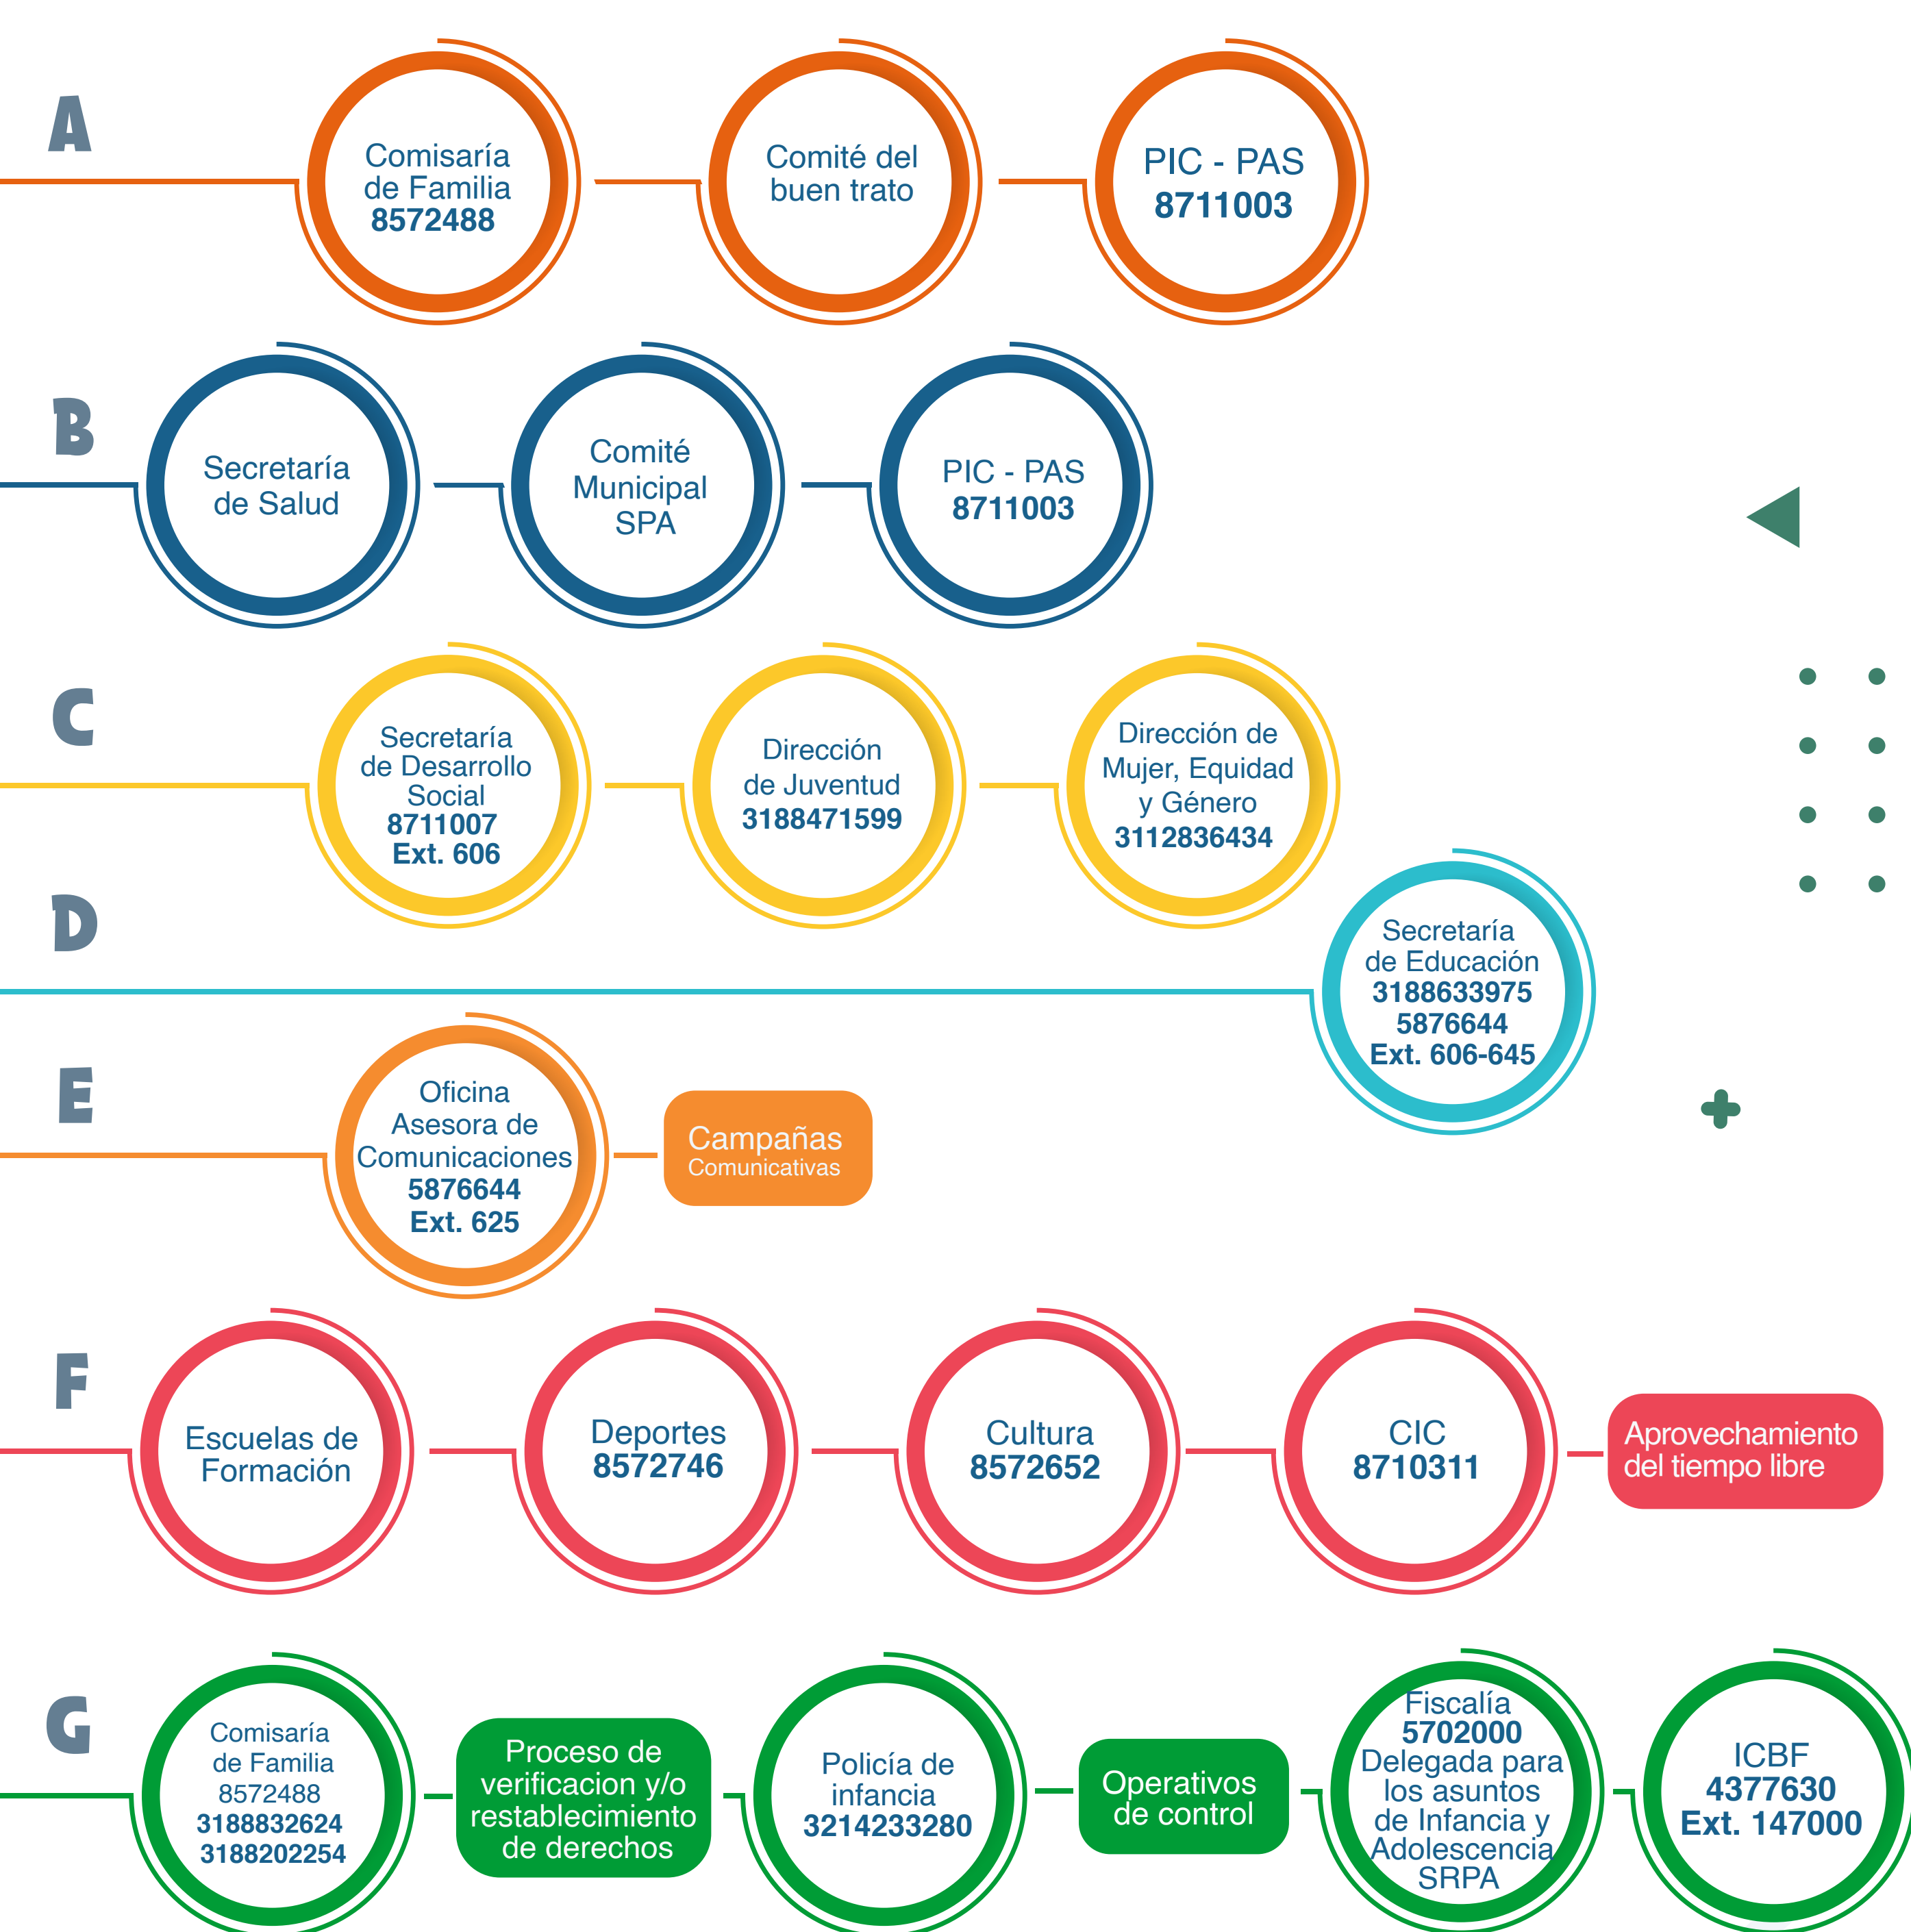 A
Comisaría
de Familia
8572488
Comité del
buen trato
PIC - PAS
8711003
B
Secretaría
de Salud
Comité
Municipal
SPA
PIC - PAS
8711003
C
Secretaría
de Desarrollo
Social
8711007
Ext. 606
Dirección
de Juventud
3188471599
Dirección de
Mujer, Equidad
y Género
3112836434
D
Secretaría
de Educación
3188633975
5876644
Ext. 606-645
E
Oficina
Asesora de
Comunicaciones
5876644
Ext. 625
Campañas
Comunicativas
F
Escuelas de
Formación
Deportes
8572746
Cultura
8572652
CIC
8710311
Aprovechamiento
del tiempo libre
G
Comisaría
de Familia
8572488
3188832624
3188202254
Proceso de
verificacion y/o
restablecimiento
de derechos
Policía de
infancia
3214233280
Operativos
de control
Fiscalía
5702000
Delegada para
los asuntos
de Infancia y
Adolescencia
SRPA
ICBF
4377630
Ext. 147000